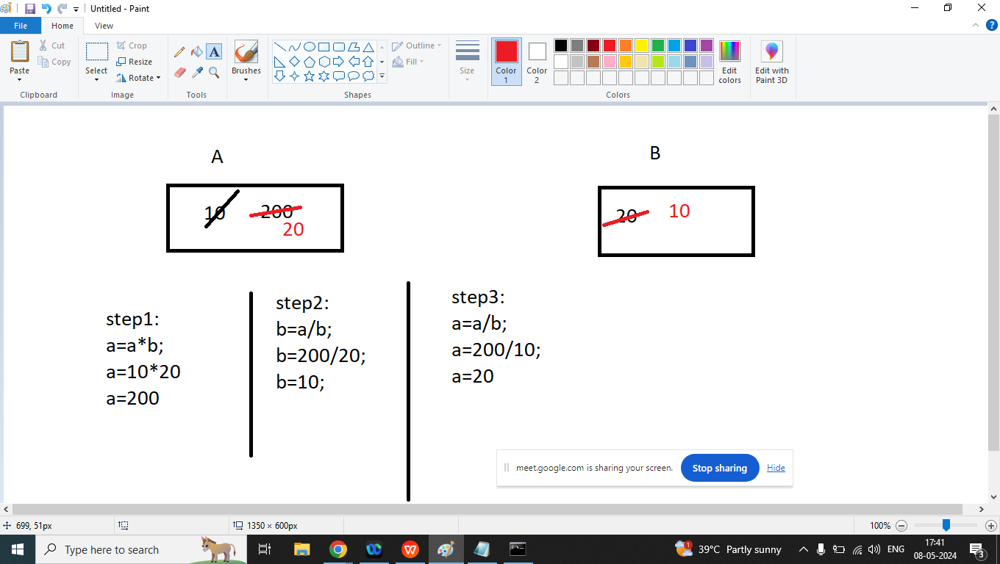 Untitled - Paint
File
Home
View
Paste
Cut
Copy
Clipboard
Select
Crop
Resize
Rotate
Image
A
Tools
Brushes
Shapes
Outline
Fill
Size
Color 1
Color 2
Edit colors
Colors
Edit with Paint 3D
A
B
10 200
20
20 10
step1:
a=a*b;
a=10*20
a=200
step2:
b=a/b;
b=200/20;
b=10;
step3:
a=a/b;
a=200/10;
a=20
meet.google.com is sharing your screen.
Stop sharing
Hide
699, 51px
1350 × 600px
100%
Type here to search
39°C Partly sunny
ENG
17:41
08-05-2024
3
1